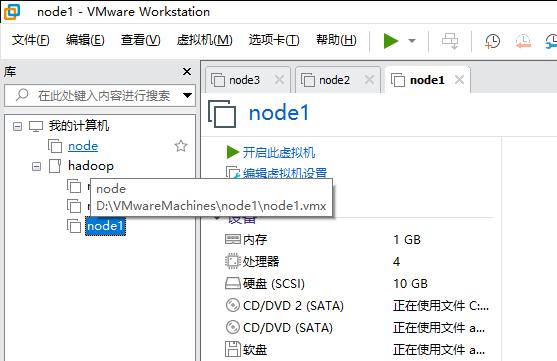 node1 - VMware Workstation
文件(F) 编辑(E) 查看(V) 虚拟机(M) 选项卡(T) 帮助(H)
库
在此处键入内容进行搜索
我的计算机
node
hadoop
node
D:\VMwareMachines\node1\node1.vmx
node1
node3 node2 node1
node1
开启此虚拟机
编辑虚拟机设置
设备
内存 1 GB
处理器 4
硬盘 (SCSI) 10 GB
CD/DVD 2 (SATA) 正在使用文件 C:...
CD/DVD (SATA) 正在使用文件 a...
软盘 正在使用文件 a...